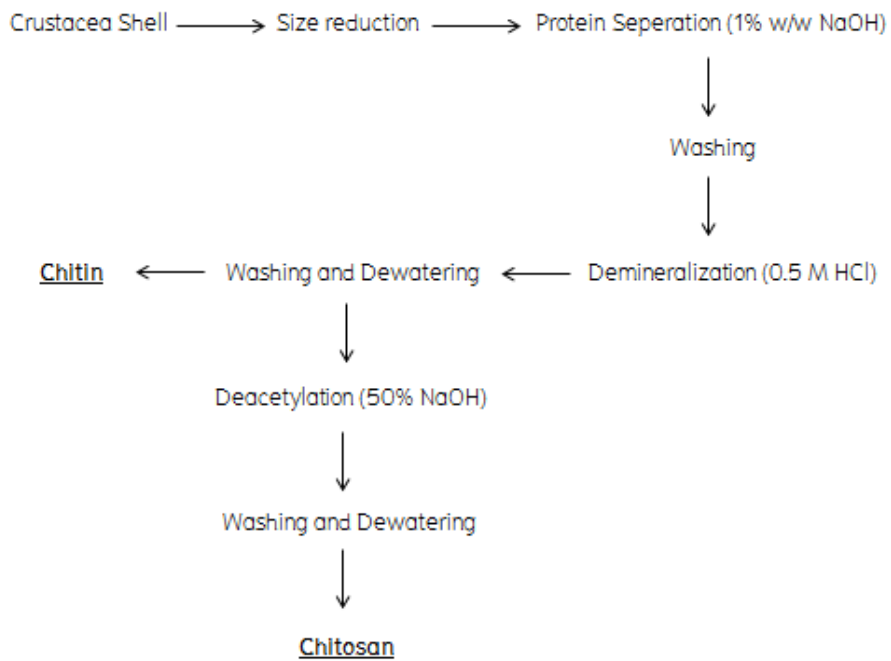 Crustacea Shell
Size reduction
Protein Seperation (1% w/w NaOH)
Washing
Demineralization (0.5 M HCl)
Washing and Dewatering
Chitin
Deacetylation (50% NaOH)
Washing and Dewatering
Chitosan